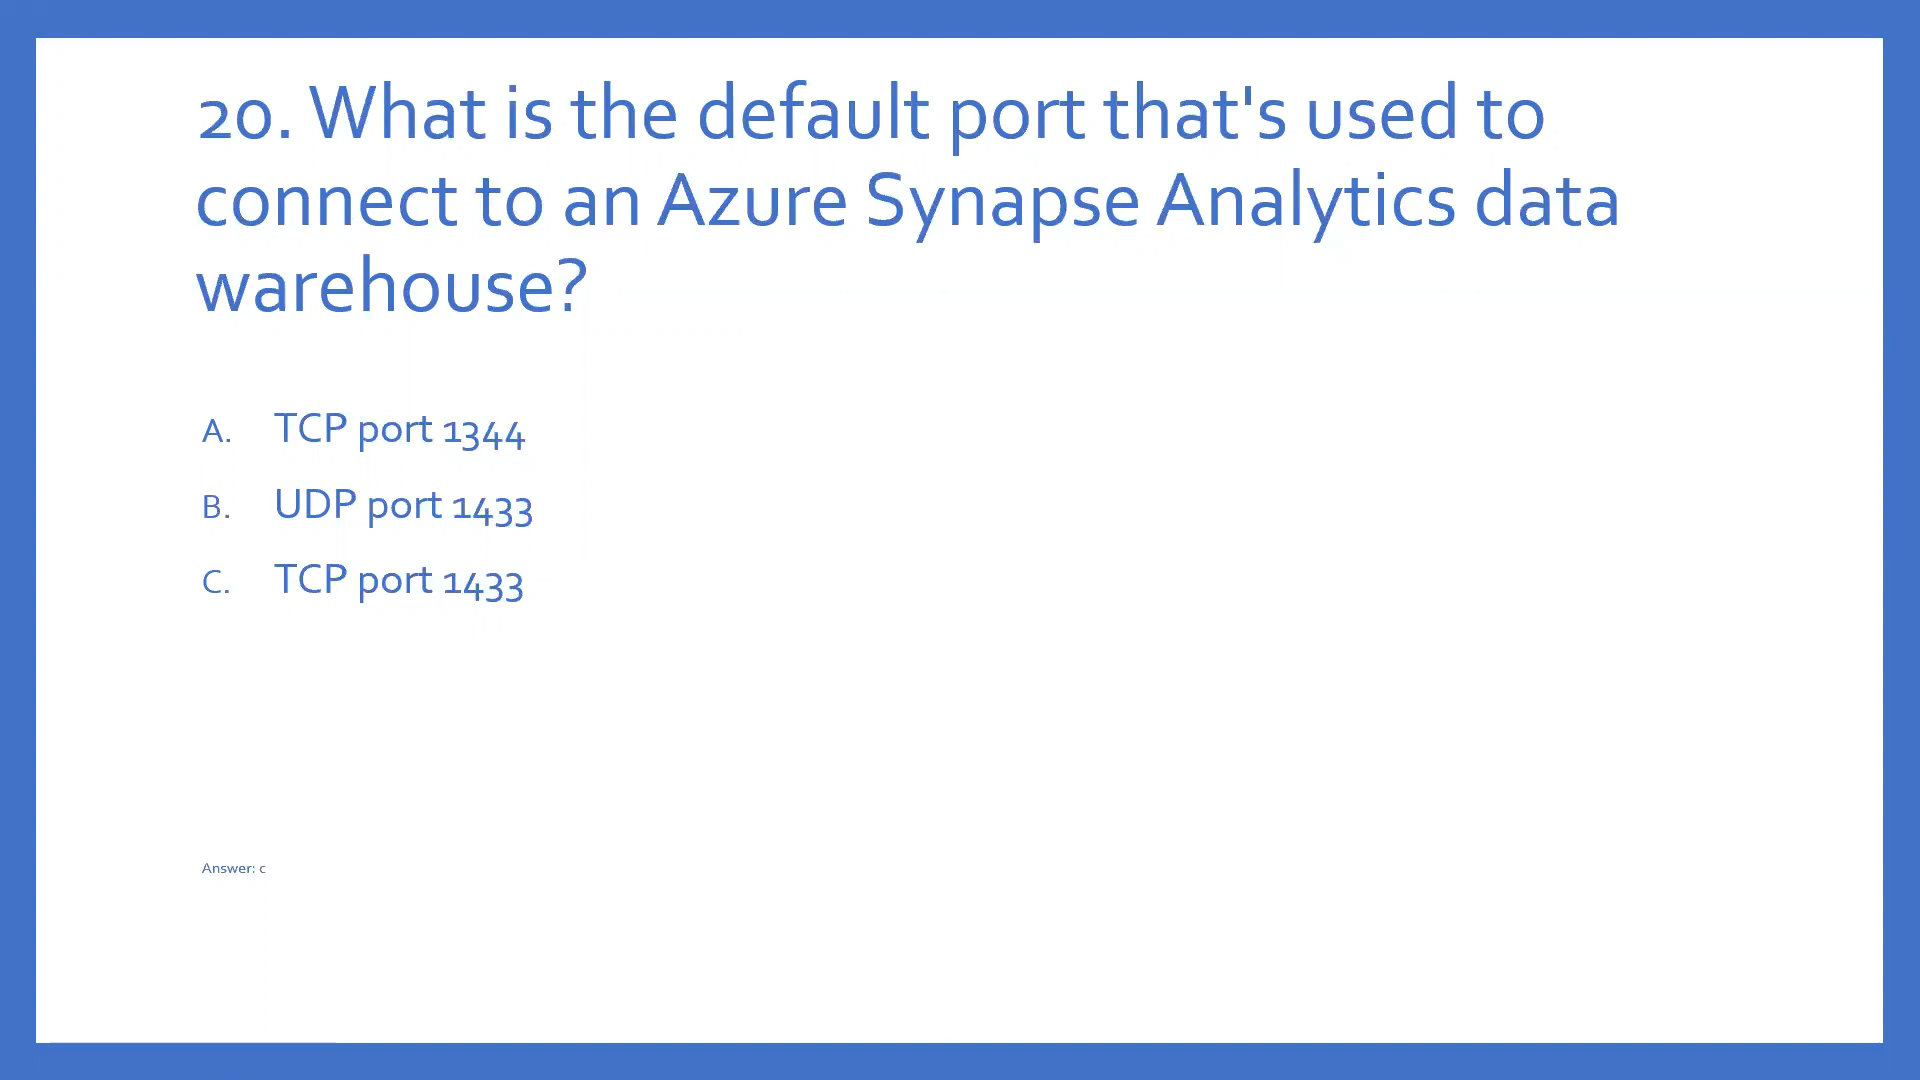 20. What is the default port that's used to
connect to an Azure Synapse Analytics data
warehouse?
A. TCP port 1344
B. UDP port 1433
C. TCP port 1433
Answer: c